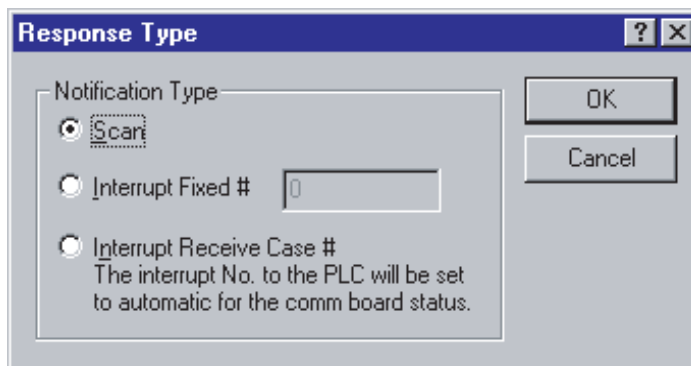 Response Type
Notification Type
Scan
Interrupt Fixed #
0
Interrupt Receive Case #
The interrupt No. to the PLC will be set
to automatic for the comm board status.
OK
Cancel